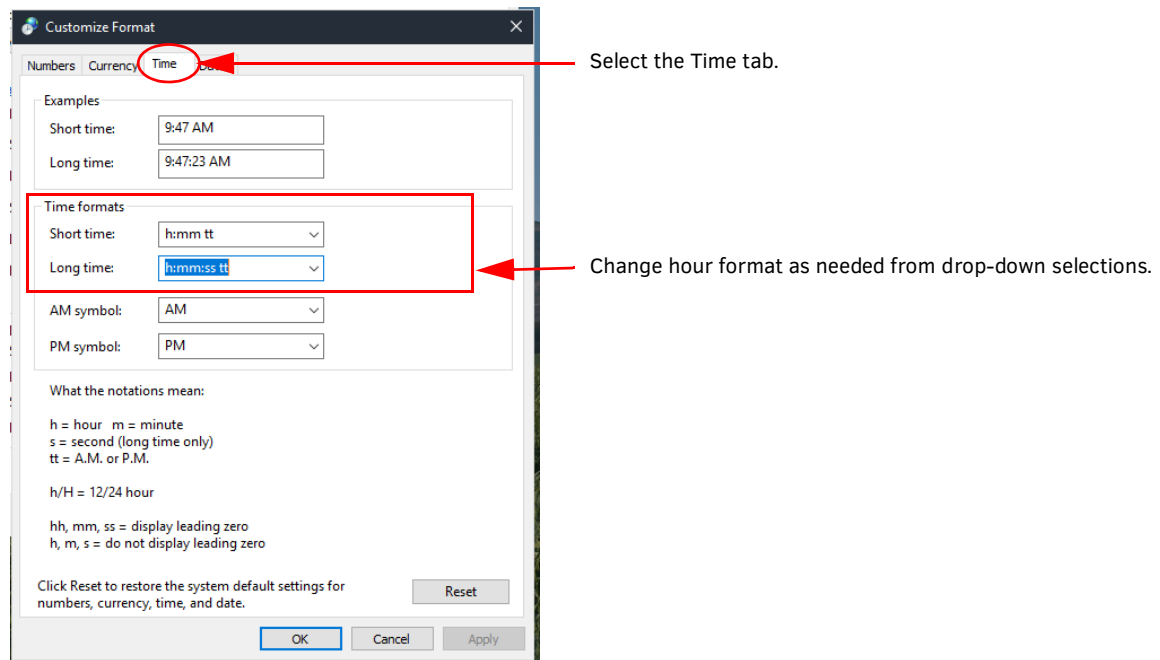 Customize Format
Select the Time tab.
Numbers Currency Time
Examples
Short time: 9:47 AM
Long time: 9:47:23 AM
Time formats
Short time: h:mm tt
Long time: h:mm:ss tt
Change hour format as needed from drop-down selections.
AM symbol: AM
PM symbol: PM
What the notations mean:
h = hour m = minute
s = second (long time only)
tt = A.M. or P.M.
h/H = 12/24 hour
hh, mm, ss = display leading zero
h, m, s = do not display leading zero
Click Reset to restore the system default settings for
numbers, currency, time, and date.
Reset
OK Cancel Apply